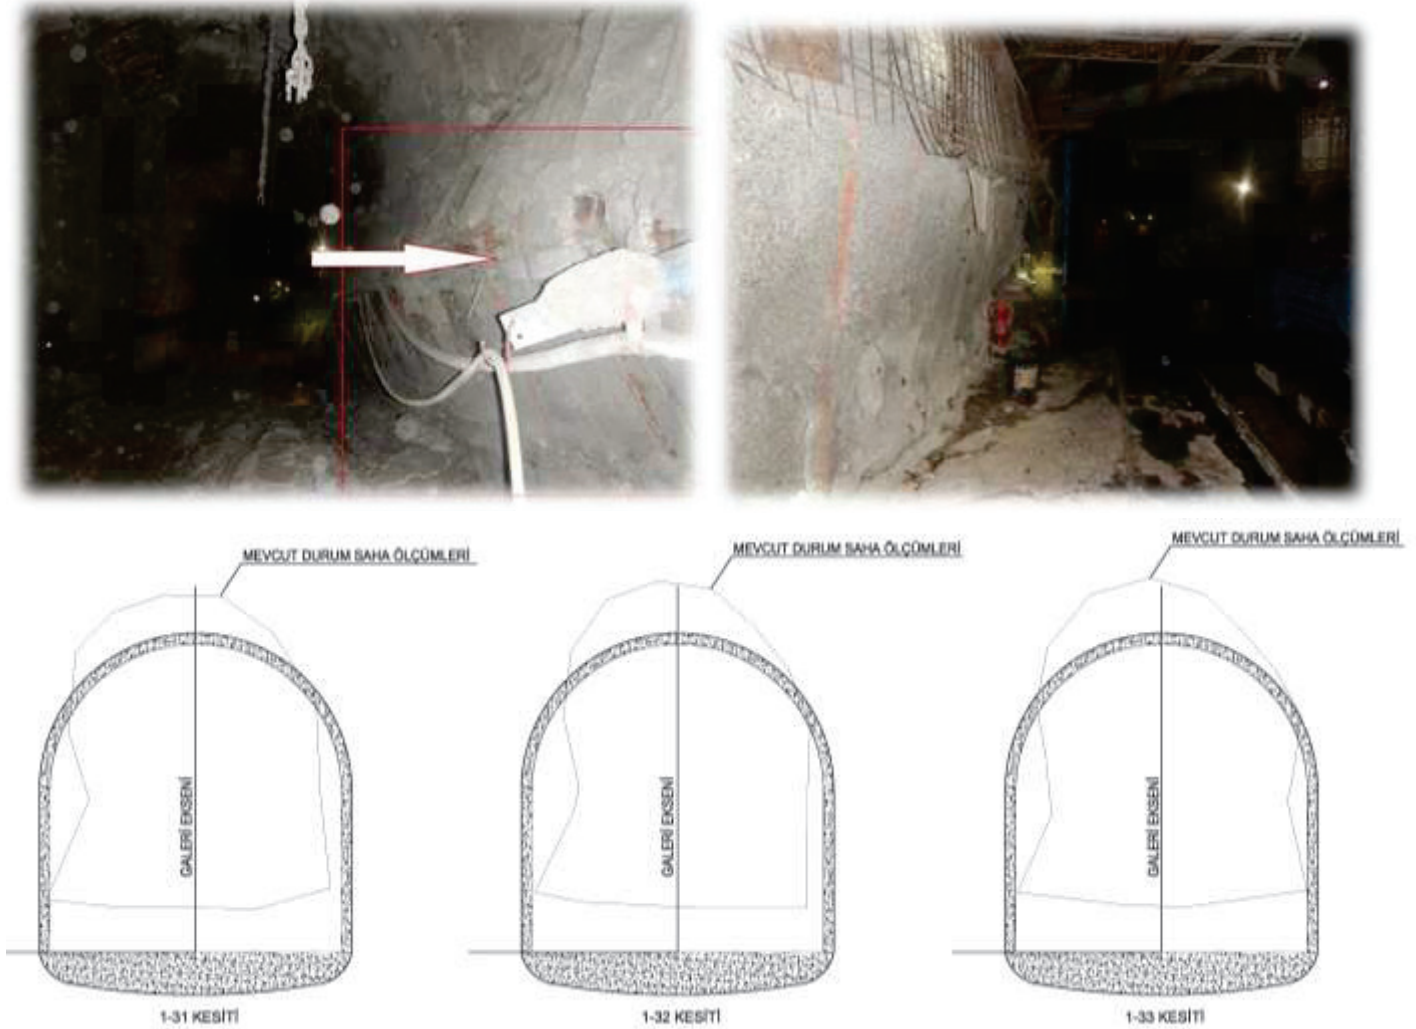 MEVCUT DURUM SAHA ÖLÇÜMLERİ
MEVCUT DURUM SAHA ÖLÇÜMLERİ
MEVCUT DURUM SAHA ÖLÇÜMLERİ
GALERİ EKSENİ
GALERİ EKSENİ
GALERİ EKSENİ
1-31 KESİTİ
1-32 KESİTİ
1-33 KESİTİ